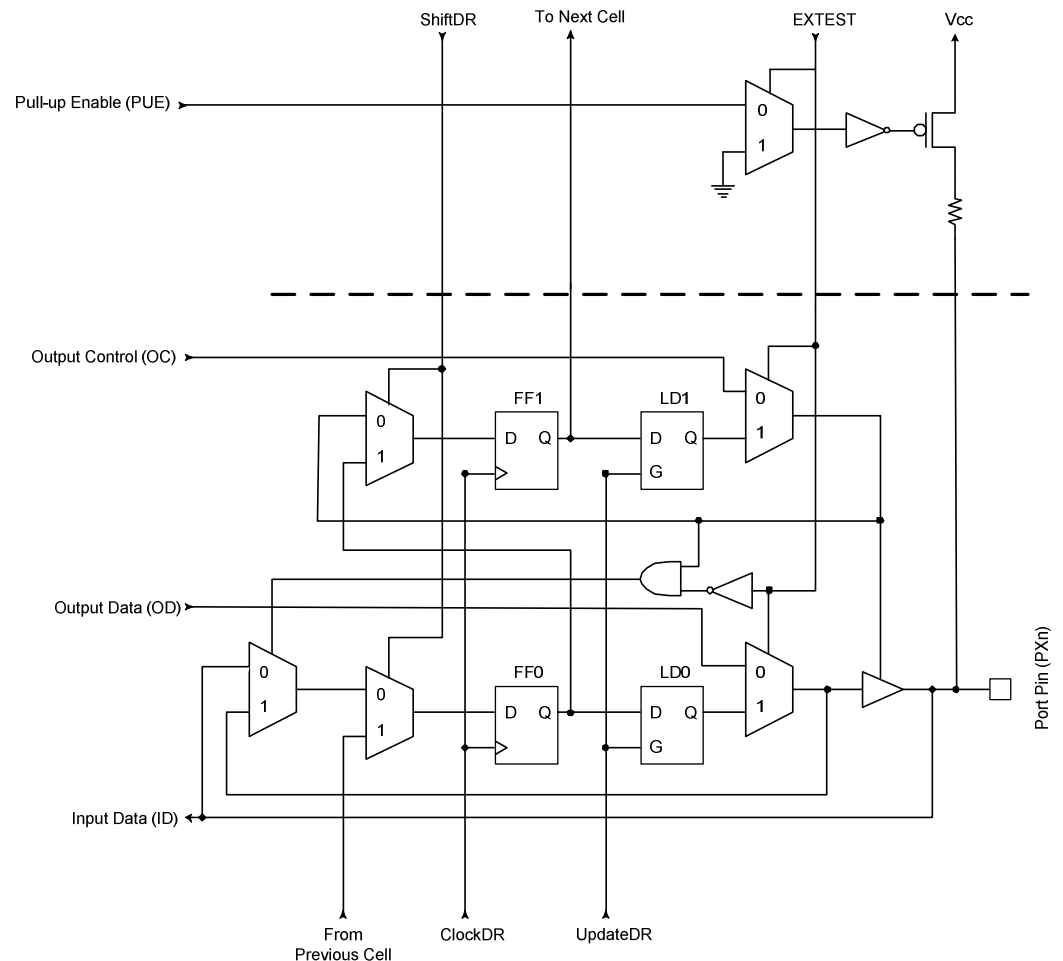 ShiftDR
To Next Cell
EXTEST
Vcc
Pull-up Enable (PUE)
0
1
Output Control (OC)
0
1
FF1
D Q
LD1
D Q
G
0
1
Output Data (OD)
0
1
0
1
FF0
D Q
LD0
D Q
G
0
1
Port Pin (PXn)
Input Data (ID)
From
Previous Cell
ClockDR
UpdateDR